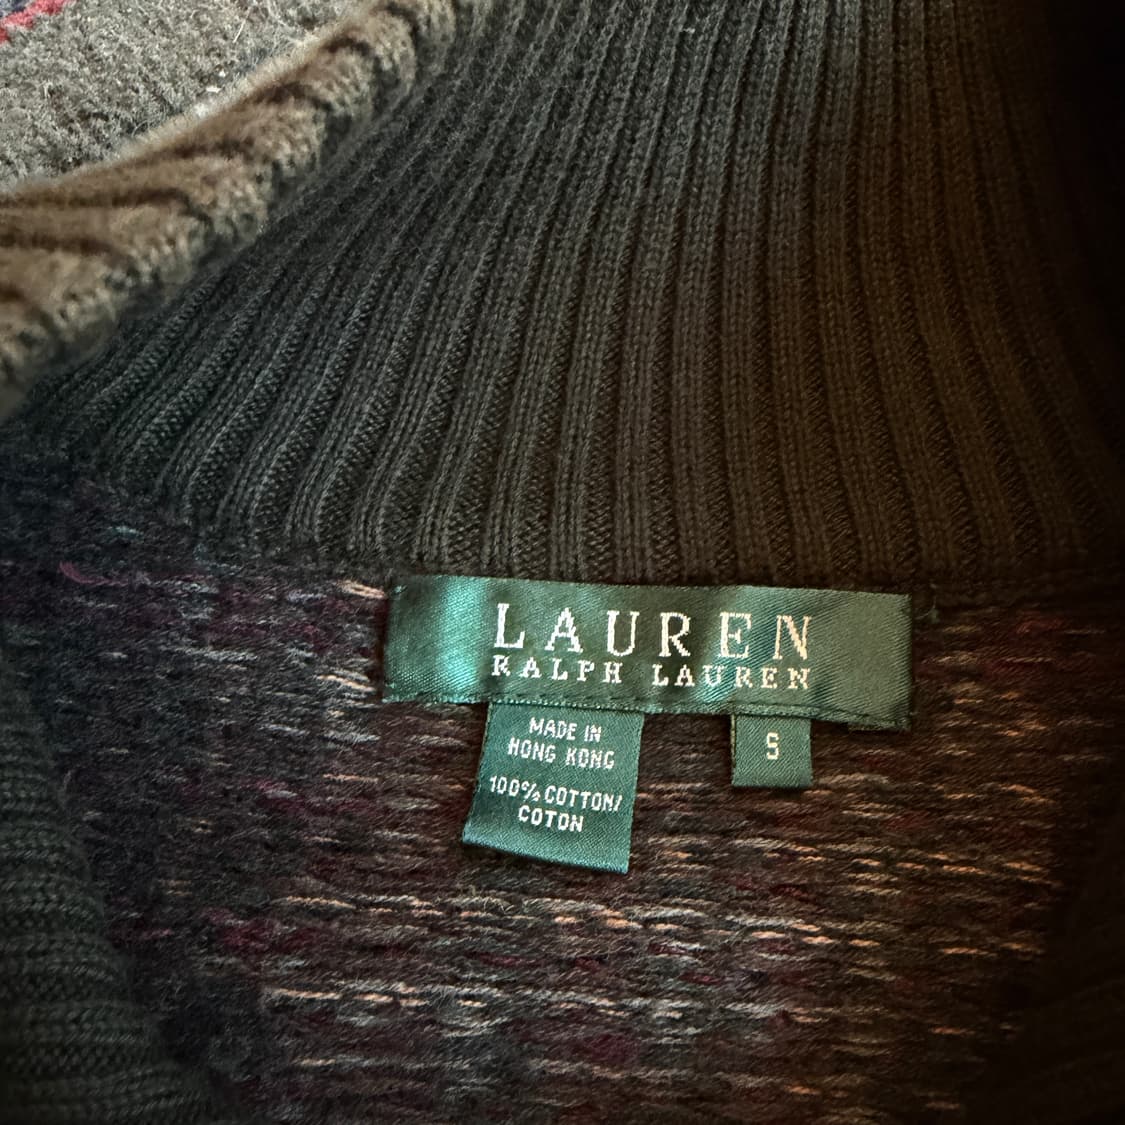 LAUREN
RALPH LAUREN
MADE IN
HONG KONG
100% COTTON/
COTON
S